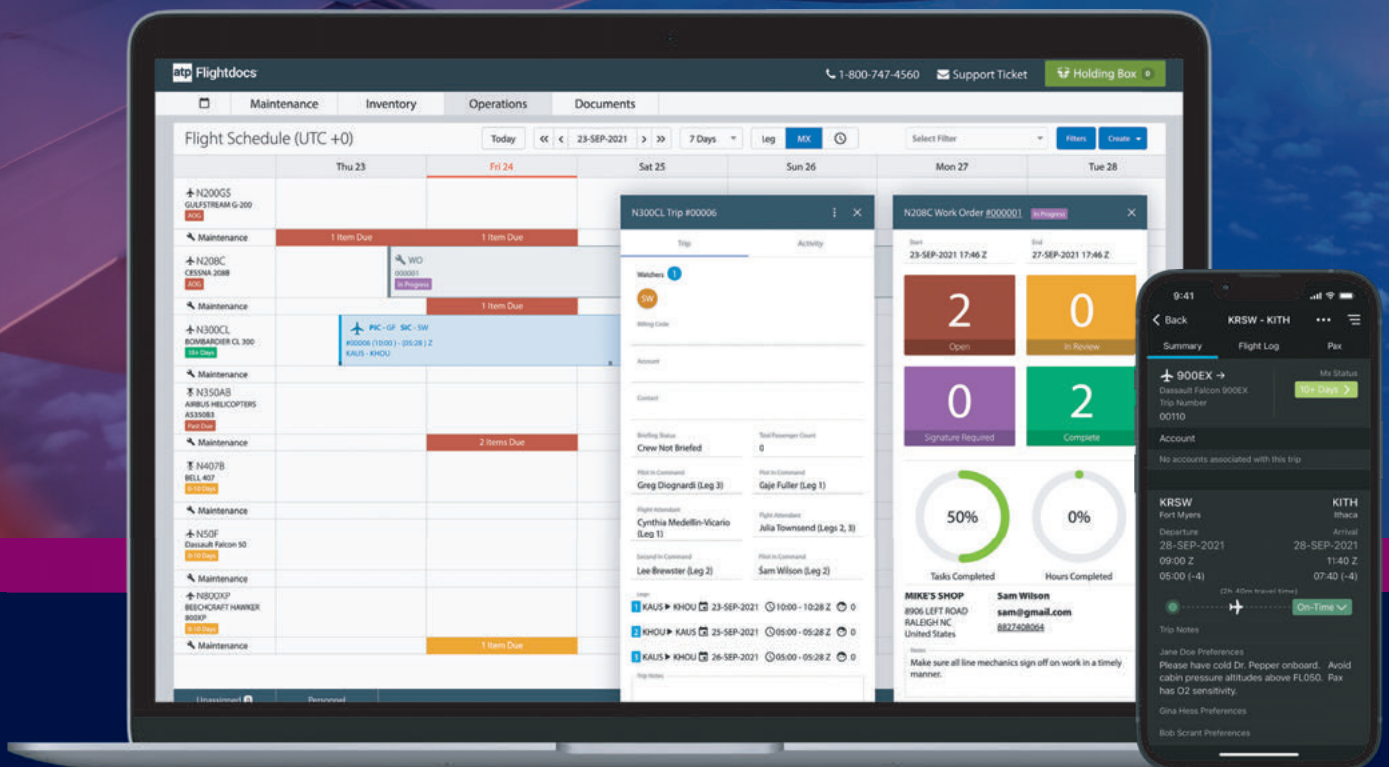 atp Flightdocs
1-800-747-4560 Support Ticket Holding Box 0
Maintenance Inventory Operations Documents
Flight Schedule (UTC +0)
Today « < 23-SEP-2021 > » 7 Days Leg MX Select Filter Filters Create
Thu 23 Fri 24 Sat 25 Sun 26 Mon 27 Tue 28
N200GS
GULFSTREAM G-200
AOG
Maintenance 1 Item Due 1 Item Due
N208C
CESSNA 208B
AOG
WO
000001
In Progress
Maintenance 1 Item Due
N300CL
BOMBARDIER CL 300
10+ Days
PIC - GF SIC - SW
#00006 (10:00 ) - (05:28 ) Z
KAUS - KHOU
Maintenance
N350AB
AIRBUS HELICOPTERS
AS350B3
Past Due
Maintenance 2 Items Due
N407B
BELL 407
0-10 Days
Maintenance
N50F
Dassault Falcon 50
0-10 Days
Maintenance
N800XP
BEECHCRAFT HAWKER
800XP
0-10 Days
Maintenance 1 Item Due
Unassigned Personnel
N300CL Trip #00006
Trip Activity
Watchers 1
SW
Billing Code
Account
Contact
Briefing Status Total Passenger Count
Crew Not Briefed 0
Pilot In Command Pilot In Command
Greg Diognardi (Leg 3) Gaje Fuller (Leg 1)
Flight Attendant Flight Attendant
Cynthia Medellin-Vicario
(Leg 1)
Julia Townsend (Legs 2, 3)
Second In Command Pilot In Command
Lee Brewster (Leg 2) Sam Wilson (Leg 2)
Legs
1 KAUS KHOU 23-SEP-2021 10:00 - 10:28 Z 0
2 KHOU KAUS 25-SEP-2021 05:00 - 05:28 Z 0
3 KAUS KHOU 26-SEP-2021 05:00 - 05:28 Z 0
Trip Notes
N208C Work Order #000001 In Progress
Start End
23-SEP-2021 17:46 Z 27-SEP-2021 17:46 Z
2 0
Open In Review
0 2
Signature Required Complete
50% 0%
Tasks Completed Hours Completed
MIKE'S SHOP Sam Wilson
8906 LEFT ROAD sam@gmail.com
RALEIGH NC 8827408064
United States
Notes
Make sure all line mechanics sign off on work in a timely
manner.
9:41
Back KRSW - KITH
Summary Flight Log Pax
900EX Mx Status
Dassault Falcon 900EX 10+ Days
Trip Number
00110
Account
No accounts associated with this trip
KRSW KITH
Fort Myers Ithaca
Departure Arrival
28-SEP-2021 28-SEP-2021
09:00 Z 11:40 Z
05:00 (-4) 07:40 (-4)
(2h 40m travel time)
On-Time
Trip Notes
Jane Doe Preferences
Please have cold Dr. Pepper onboard. Avoid
cabin pressure altitudes above FL050. Pax
has O2 sensitivity.
Gina Hess Preferences
Bob Scrant Preferences